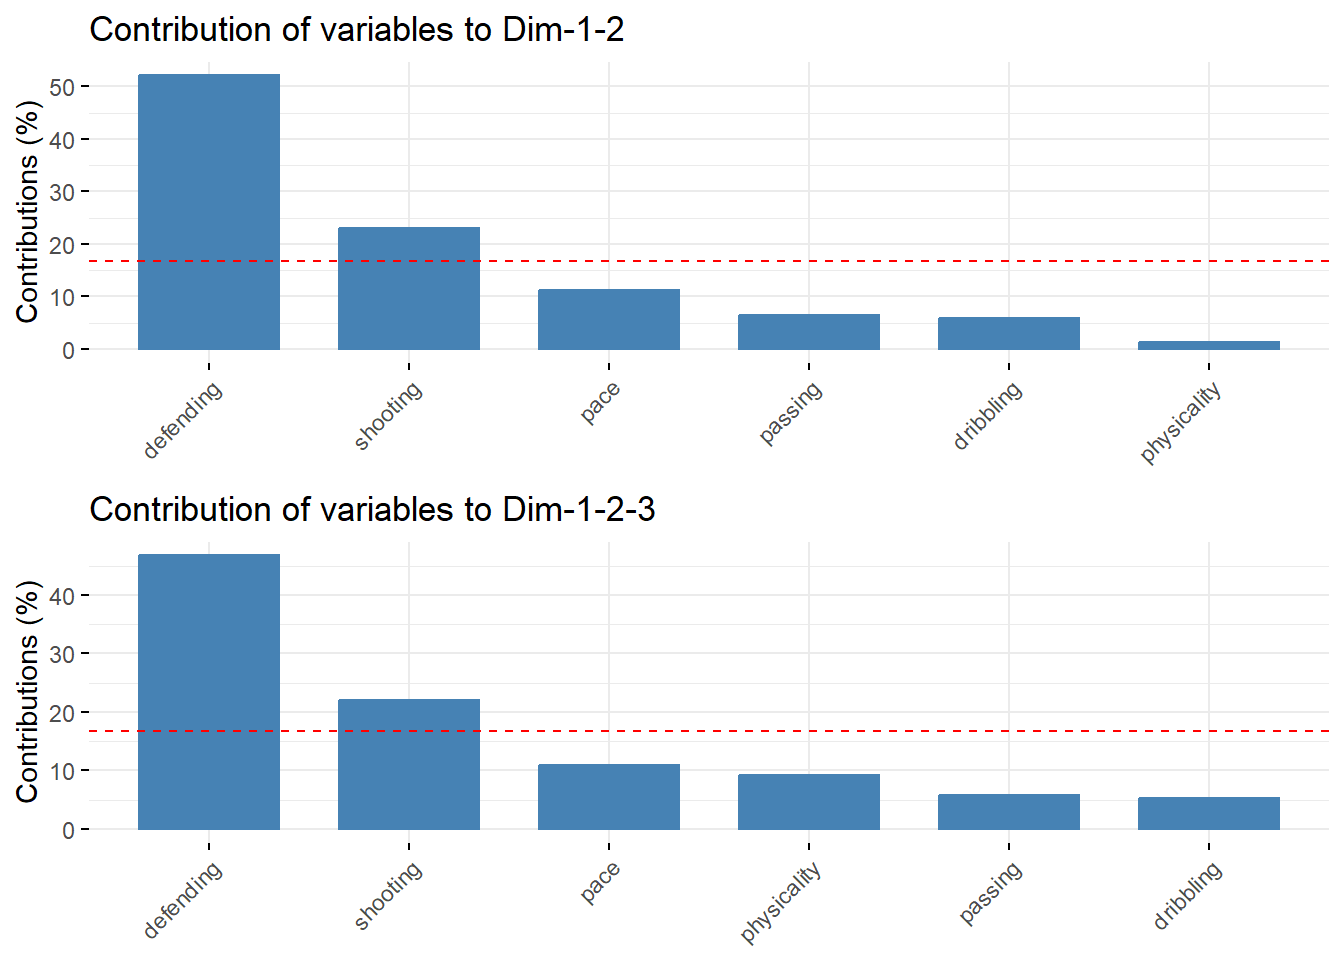 Contribution of variables to Dim-1-2
Contributions (%)
50
40
30
20
10
0
defending
shooting
pace
passing
dribbling
physicality
Contribution of variables to Dim-1-2-3
Contributions (%)
40
30
20
10
0
defending
shooting
pace
physicality
passing
dribbling